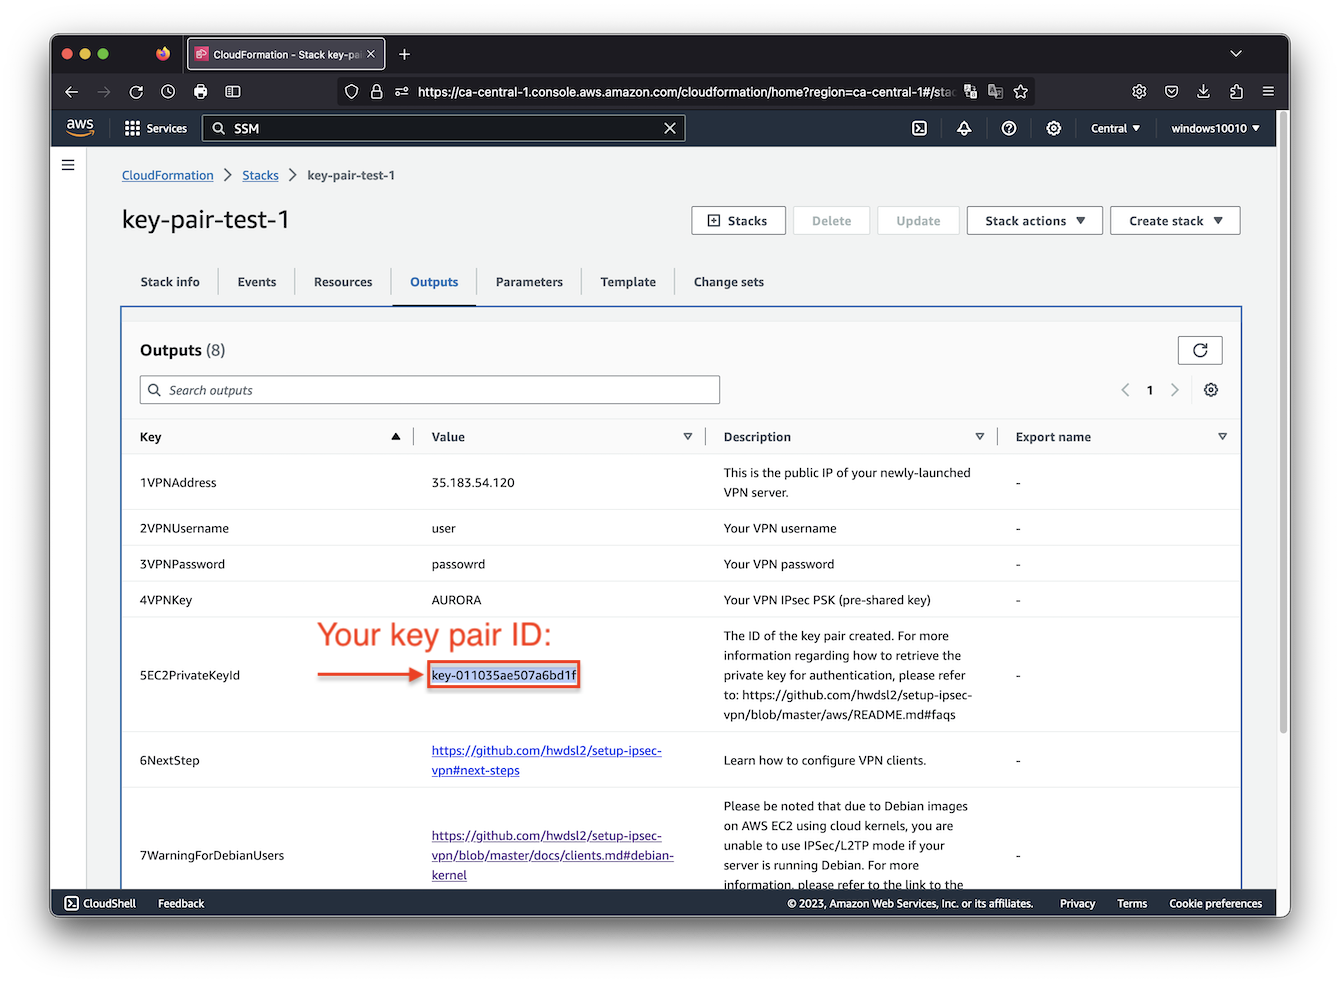 CloudFormation - Stack key-pai
https://ca-central-1.console.aws.amazon.com/cloudformation/home?region=ca-central-1#/stac
aws
Services
SSM
Central
windows10010
CloudFormation
Stacks
key-pair-test-1
key-pair-test-1
Stacks
Delete
Update
Stack actions
Create stack
Stack info
Events
Resources
Outputs
Parameters
Template
Change sets
Outputs (8)
Search outputs
1
Key
Value
Description
Export name
1VPNAddress
35.183.54.120
This is the public IP of your newly-launched
VPN server.
-
2VPNUsername
user
Your VPN username
-
3VPNPassword
passowrd
Your VPN password
-
4VPNKey
AURORA
Your VPN IPsec PSK (pre-shared key)
-
Your key pair ID:
5EC2PrivateKeyId
key-011035ae507a6bd1f
The ID of the key pair created. For more
information regarding how to retrieve the
private key for authentication, please refer
to: https://github.com/hwdsl2/setup-ipsec-
vpn/blob/master/aws/README.md#faqs
-
6NextStep
https://github.com/hwdsl2/setup-ipsec-
vpn#next-steps
Learn how to configure VPN clients.
-
7WarningForDebianUsers
https://github.com/hwdsl2/setup-ipsec-
vpn/blob/master/docs/clients.md#debian-
kernel
Please be noted that due to Debian images
on AWS EC2 using cloud kernels, you are
unable to use IPSec/L2TP mode if your
server is running Debian. For more
information, please refer to the link to the
-
CloudShell
Feedback
© 2023, Amazon Web Services, Inc. or its affiliates.
Privacy
Terms
Cookie preferences